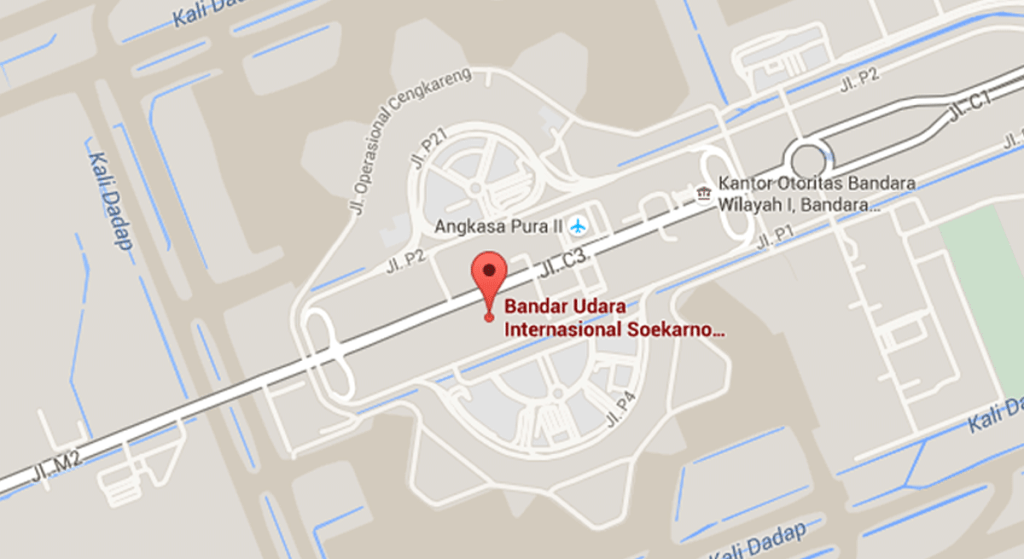 Kali Dadap
Jl. Operasional Cengkareng
Jl. P21
Jl. P2
Jl. C1
Kali Dadap
Kantor Otoritas Bandara
Wilayah I, Bandara...
Angkasa Pura II
Jl. P1
Jl. P2
Jl. C3
Bandar Udara
Internasional Soekarno...
Jl. P4
Kali Da
Jl. M2
Kali Dadap